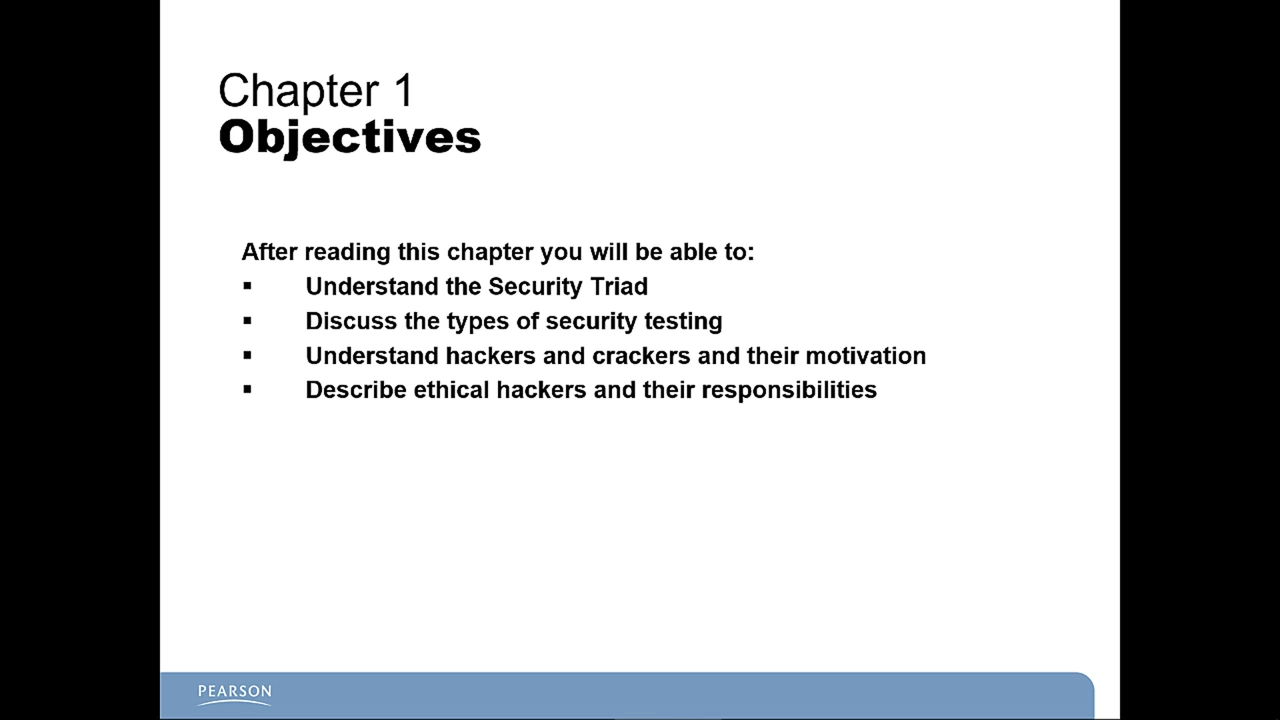 Chapter 1
Objectives
After reading this chapter you will be able to:
▪ Understand the Security Triad
▪ Discuss the types of security testing
▪ Understand hackers and crackers and their motivation
▪ Describe ethical hackers and their responsibilities
PEARSON